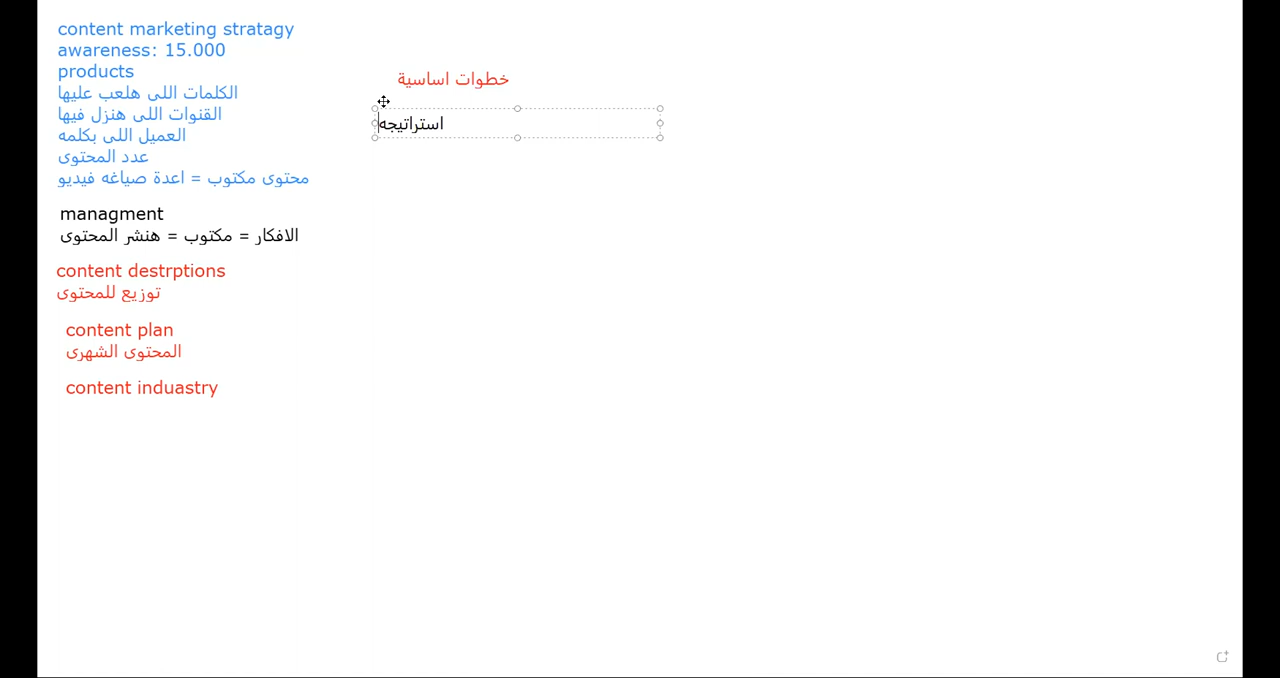 content marketing stratagy
awareness: 15.000
products
الكلمات اللى هلعب عليها
القنوات اللى هنزل فيها
العميل اللى بكلمه
عدد المحتوى
محتوى مكتوب = اعدة صياغه فيديو
managment
الافكار = مكتوب = هنشر المحتوى
content destrptions
توزيع للمحتوى
content plan
المحتوى الشهرى
content induastry
خطوات اساسية
استراتيجه